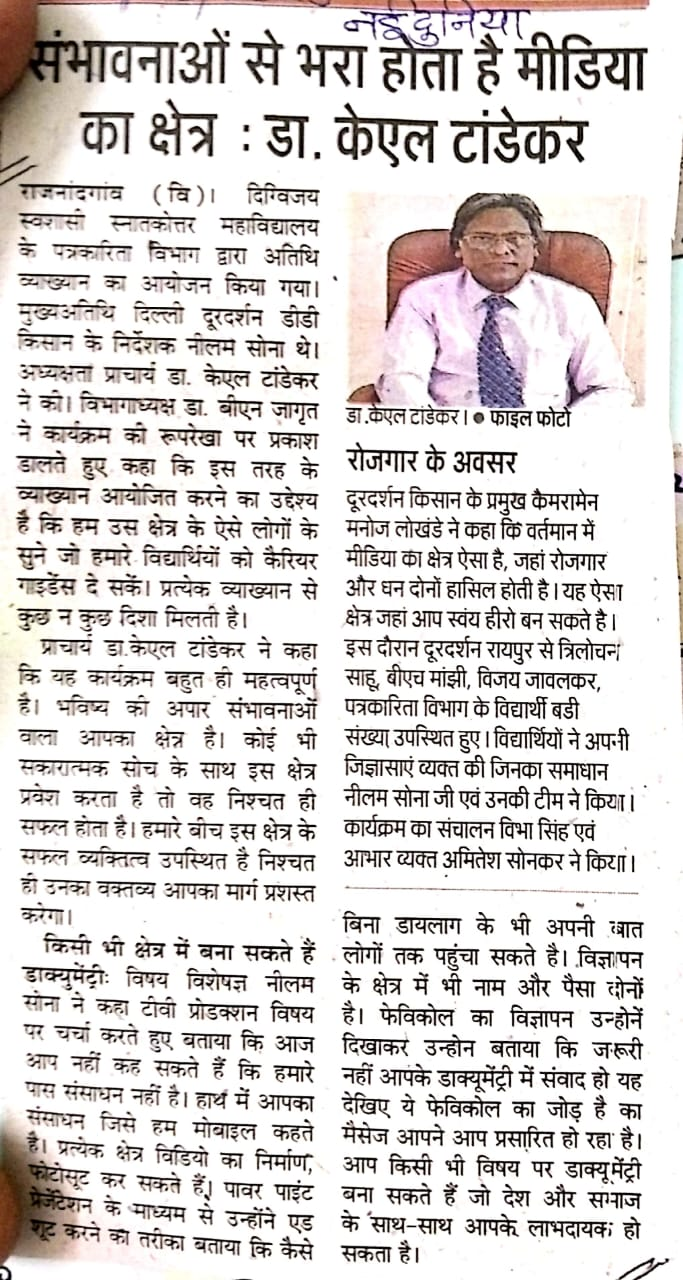 नई दुनिया
संभावनाओं से भरा होता है मीडिया
का क्षेत्र : डा. केएल टांडेकर
राजनांदगांव (वि)। दिग्विजय
स्वशासी स्नातकोत्तर महाविद्यालय
के पत्रकारिता विभाग द्वारा अतिथि
व्याख्यान का आयोजन किया गया।
मुख्यअतिथि दिल्ली दूरदर्शन डीडी
किसान के निर्देशक नीलम सोना थे।
अध्यक्षता प्राचार्य डा. केएल टांडेकर
ने की। विभागाध्यक्ष डा. बीएन जागृत
ने कार्यक्रम की रूपरेखा पर प्रकाश
डालते हुए कहा कि इस तरह के
व्याख्यान आयोजित करने का उद्देश्य
है कि हम उस क्षेत्र के ऐसे लोगों के
सुने जो हमारे विद्यार्थियों को कैरियर
गाइडेंस दे सकें। प्रत्येक व्याख्यान से
कुछ न कुछ दिशा मिलती है।
प्राचार्य डा.केएल टांडेकर ने कहा
कि यह कार्यक्रम बहुत ही महत्वपूर्ण
है। भविष्य की अपार संभावनाओं
वाला आपका क्षेत्र है। कोई भी
सकारात्मक सोच के साथ इस क्षेत्र
प्रवेश करता है तो वह निश्चत ही
सफल होता है। हमारे बीच इस क्षेत्र के
सफल व्यक्तित्व उपस्थित है निश्चत
ही उनका वक्तव्य आपका मार्ग प्रशस्त
करेगा।
किसी भी क्षेत्र में बना सकते हैं
डाक्यूमेंट्रीः विषय विशेषज्ञ नीलम
सोना ने कहा टीवी प्रोडक्शन विषय
पर चर्चा करते हुए बताया कि आज
आप नहीं कह सकते हैं कि हमारे
पास संसाधन नहीं है। हाथ में आपका
संसाधन जिसे हम मोबाइल कहते
है। प्रत्येक क्षेत्र विडियो का निर्माण,
फोटोसूट कर सकते हैं। पावर पाइंट
प्रेजेंटेशन के माध्यम से उन्होंने एड
शूट करने का तरीका बताया कि कैसे
डा.केएल टांडेकर। ● फाइल फोटो
रोजगार के अवसर
दूरदर्शन किसान के प्रमुख कैमरामेन
मनोज लोखंडे ने कहा कि वर्तमान में
मीडिया का क्षेत्र ऐसा है, जहां रोजगार
और धन दोनों हासिल होती है। यह ऐसा
क्षेत्र जहां आप स्वंय हीरो बन सकते है।
इस दौरान दूरदर्शन रायपुर से त्रिलोचन
साहू, बीएच मांझी, विजय जावलकर,
पत्रकारिता विभाग के विद्यार्थी बडी
संख्या उपस्थित हुए। विद्यार्थियों ने अपनी
जिज्ञासाएं व्यक्त की जिनका समाधान
नीलम सोना जी एवं उनकी टीम ने किया।
कार्यक्रम का संचालन विभा सिंह एवं
आभार व्यक्त अमितेश सोनकर ने किया।
बिना डायलाग के भी अपनी बात
लोगों तक पहुंचा सकते है। विज्ञापन
के क्षेत्र में भी नाम और पैसा दोनों
है। फेविकोल का विज्ञापन उन्होनें
दिखाकर उन्होन बताया कि जरूरी
नहीं आपके डाक्यूमेंट्री में संवाद हो यह
देखिए ये फेविकोल का जोड़ है का
मैसेज आपने आप प्रसारित हो रहा है।
आप किसी भी विषय पर डाक्यूमेंट्री
बना सकते हैं जो देश और समाज
के साथ-साथ आपके लाभदायक हो
सकता है।